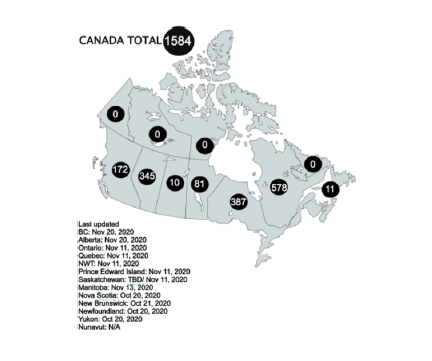 CANADA TOTAL 1584
0
0
0
0
172
345
10
81
387
578
11
Last updated
BC: Nov 20, 2020
Alberta: Nov 20, 2020
Ontario: Nov 11, 2020
Quebec: Nov 11, 2020
NWT: Nov 11, 2020
Prince Edward Island: Nov 11, 2020
Saskatchewan: TBD/ Nov 11, 2020
Manitoba: Nov 13, 2020
Nova Scotia: Oct 20, 2020
New Brunswick: Oct 21, 2020
Newfoundland: Oct 20, 2020
Yukon: Oct 20, 2020
Nunavut: N/A